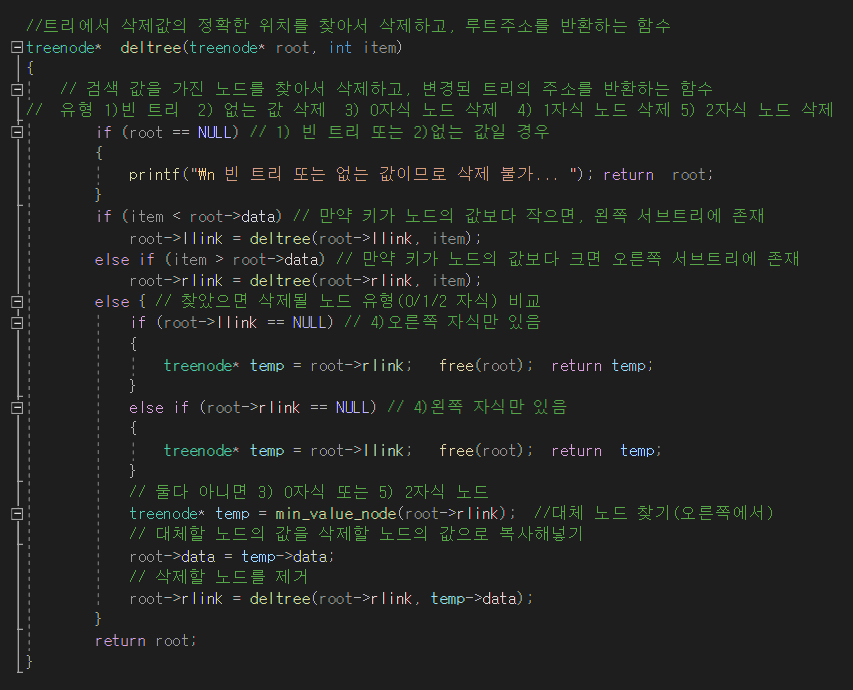 //트리에서 삭제값의 정확한 위치를 찾아서 삭제하고, 루트주소를 반환하는 함수
treenode*  deltree(treenode* root, int item)
{
// 검색 값을 가진 노드를 찾아서 삭제하고, 변경된 트리의 주소를 반환하는 함수
//  유형 1)빈 트리  2) 없는 값 삭제  3) 0자식 노드 삭제  4) 1자식 노드 삭제 5) 2자식 노드 삭제
if (root == NULL) // 1) 빈 트리 또는 2)없는 값일 경우
{
printf("₩n 빈 트리 또는 없는 값이므로 삭제 불가... "); return  root;
}
if (item < root->data) // 만약 키가 노드의 값보다 작으면, 왼쪽 서브트리에 존재
root->llink = deltree(root->llink, item);
else if (item > root->data) // 만약 키가 노드의 값보다 크면 오른쪽 서브트리에 존재
root->rlink = deltree(root->rlink, item);
else { // 찾았으면 삭제될 노드 유형(0/1/2 자식) 비교
if (root->llink == NULL) // 4)오른쪽 자식만 있음
{
treenode* temp = root->rlink;   free(root);  return temp;
}
else if (root->rlink == NULL) // 4)왼쪽 자식만 있음
{
treenode* temp = root->llink;   free(root);  return  temp;
}
// 둘다 아니면 3) 0자식 또는 5) 2자식 노드
treenode* temp = min_value_node(root->rlink);  //대체 노드 찾기(오른쪽에서)
// 대체할 노드의 값을 삭제할 노드의 값으로 복사해넣기
root->data = temp->data;
// 삭제할 노드를 제거
root->rlink = deltree(root->rlink, temp->data);
}
return root;
}